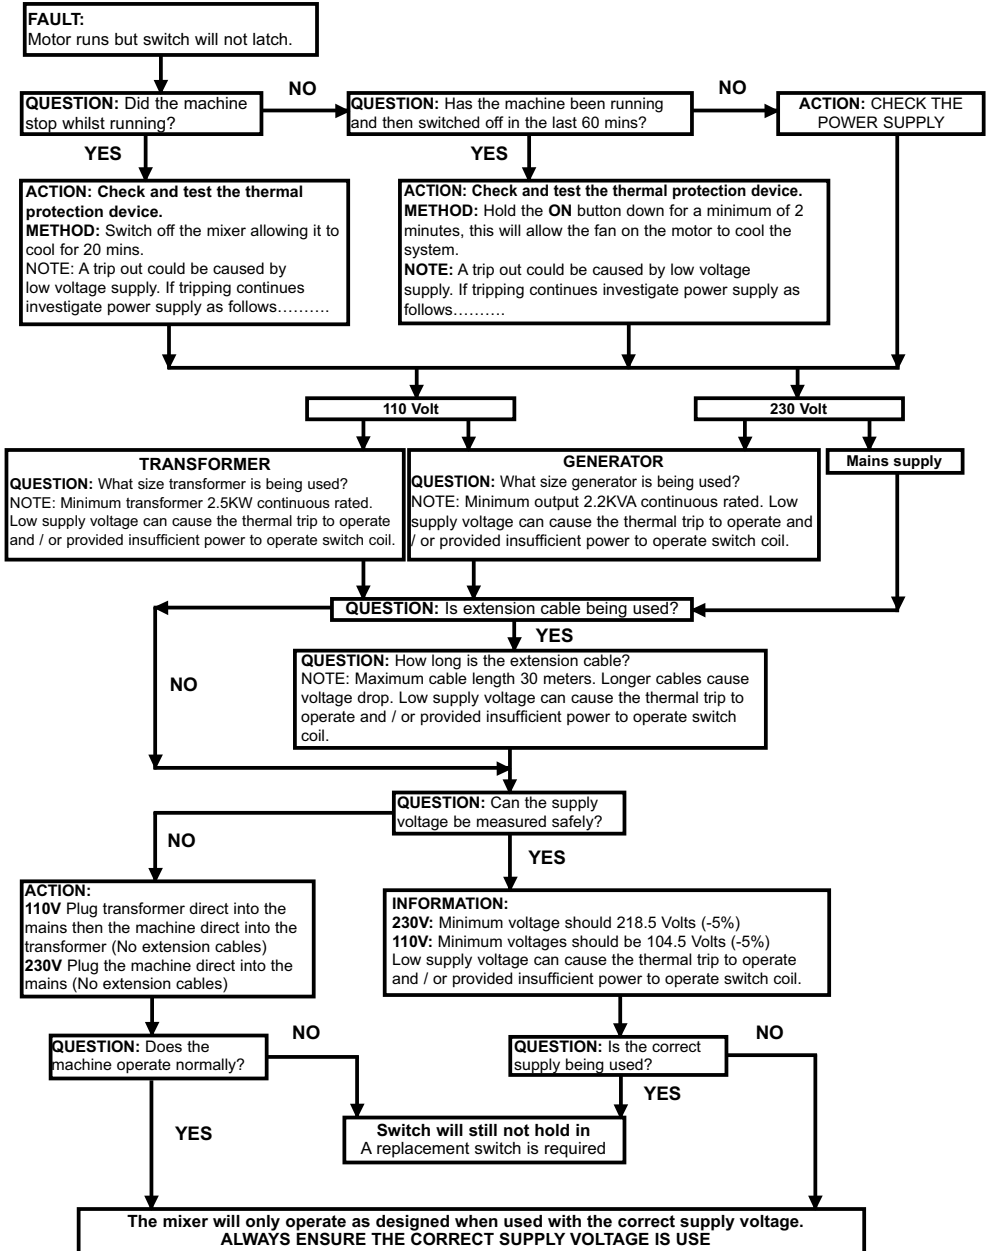 FAULT:
Motor runs but switch will not latch.
QUESTION: Did the machine
stop whilst running?
NO
QUESTION: Has the machine been running
and then switched off in the last 60 mins?
NO
ACTION: CHECK THE
POWER SUPPLY
YES
YES
ACTION: Check and test the thermal
protection device.
METHOD: Switch off the mixer allowing it to
cool for 20 mins.
NOTE: A trip out could be caused by
low voltage supply. If tripping continues
investigate power supply as follows..........
ACTION: Check and test the thermal protection device.
METHOD: Hold the ON button down for a minimum of 2
minutes, this will allow the fan on the motor to cool the
system.
NOTE: A trip out could be caused by low voltage
supply. If tripping continues investigate power supply as
follows..........
110 Volt
230 Volt
TRANSFORMER
QUESTION: What size transformer is being used?
NOTE: Minimum transformer 2.5KW continuous rated.
Low supply voltage can cause the thermal trip to operate
and / or provided insufficient power to operate switch coil.
GENERATOR
QUESTION: What size generator is being used?
NOTE: Minimum output 2.2KVA continuous rated. Low
supply voltage can cause the thermal trip to operate and
/ or provided insufficient power to operate switch coil.
Mains supply
QUESTION: Is extension cable being used?
YES
NO
QUESTION: How long is the extension cable?
NOTE: Maximum cable length 30 meters. Longer cables cause
voltage drop. Low supply voltage can cause the thermal trip to
operate and / or provided insufficient power to operate switch
coil.
QUESTION: Can the supply
voltage be measured safely?
NO
YES
ACTION:
110V Plug transformer direct into the
mains then the machine direct into the
transformer (No extension cables)
230V Plug the machine direct into the
mains (No extension cables)
INFORMATION:
230V: Minimum voltage should 218.5 Volts (-5%)
110V: Minimum voltages should be 104.5 Volts (-5%)
Low supply voltage can cause the thermal trip to operate
and / or provided insufficient power to operate switch coil.
QUESTION: Does the
machine operate normally?
NO
QUESTION: Is the correct
supply being used?
NO
YES
YES
Switch will still not hold in
A replacement switch is required
The mixer will only operate as designed when used with the correct supply voltage.
ALWAYS ENSURE THE CORRECT SUPPLY VOLTAGE IS USE